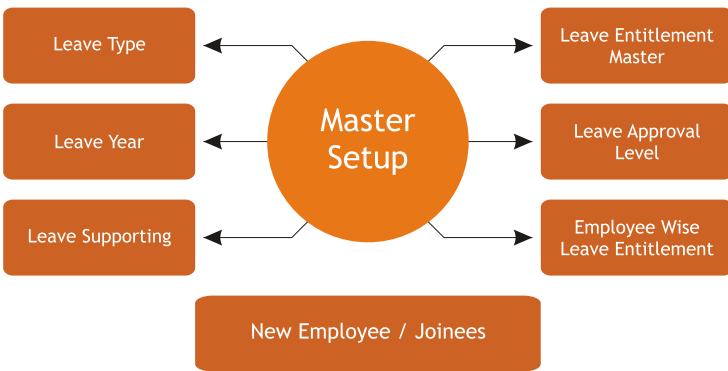 Leave Type
Leave Year
Leave Supporting
Master
Setup
Leave Entitlement
Master
Leave Approval
Level
Employee Wise
Leave Entitlement
New Employee / Joinees